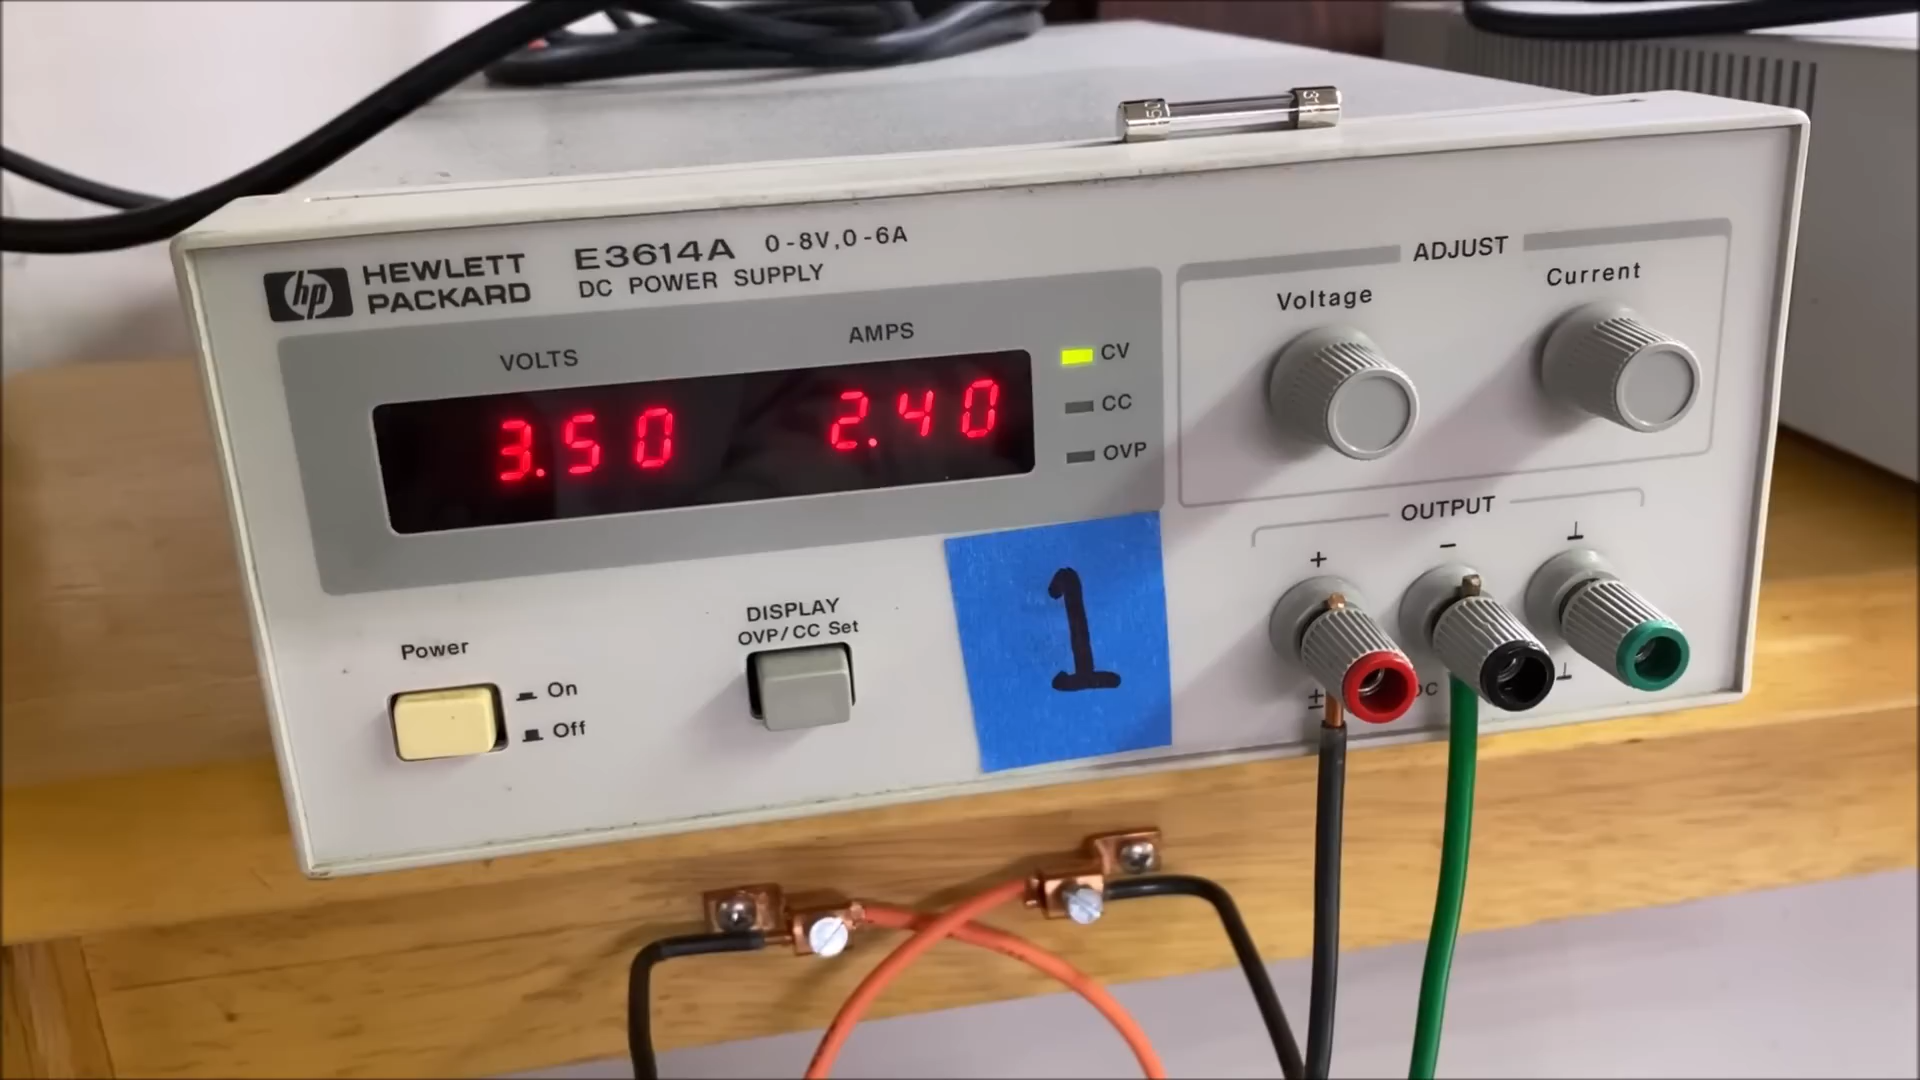 hp HEWLETT PACKARD
E3614A 0-8V,0-6A
DC POWER SUPPLY
VOLTS AMPS
3.50 2.40
CV
CC
OVP
ADJUST
Voltage Current
OUTPUT
+ - ⊥
Power
On
Off
DISPLAY
OVP/CC Set
1